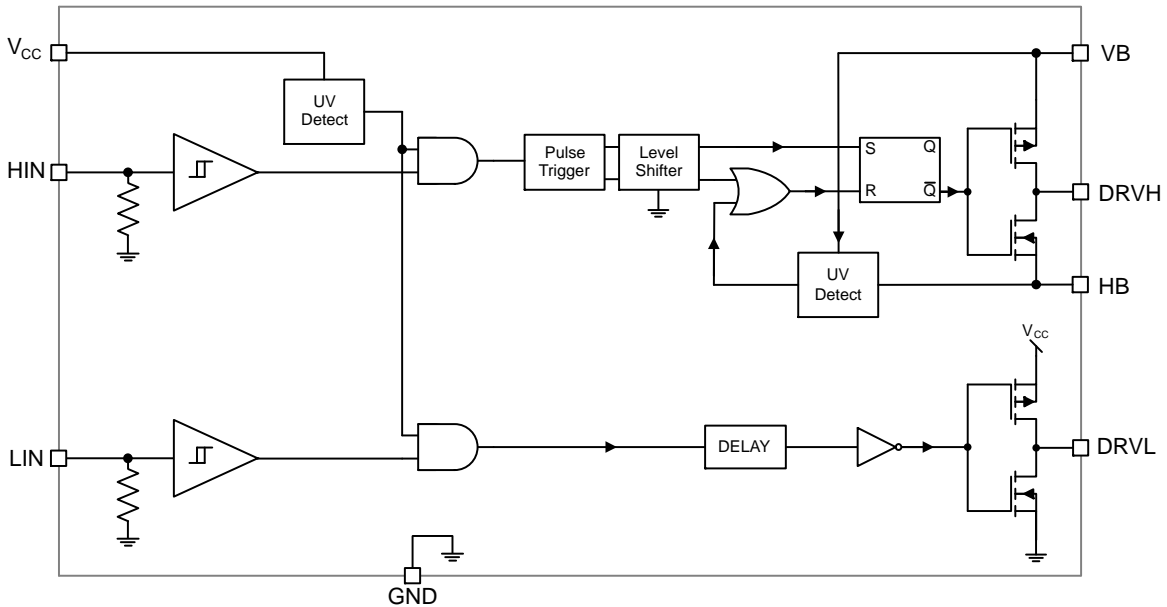 VCC
VB
UV
Detect
HIN
Pulse
Trigger
Level
Shifter
S Q
R Q̅
DRVH
UV
Detect
HB
VCC
LIN
DELAY
DRVL
GND